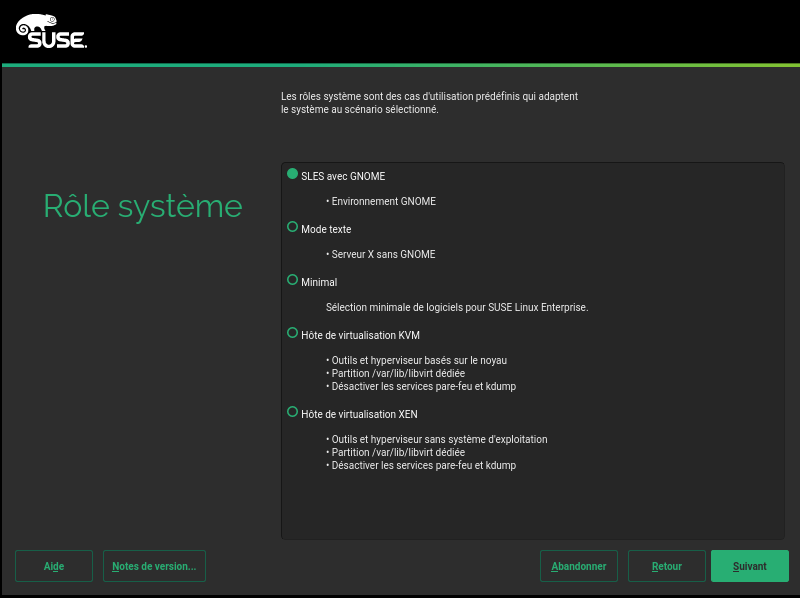 SUSE.
Les rôles système sont des cas d'utilisation prédéfinis qui adaptent
le système au scénario sélectionné.
Rôle système
SLES avec GNOME
• Environnement GNOME
Mode texte
• Serveur X sans GNOME
Minimal
Sélection minimale de logiciels pour SUSE Linux Enterprise.
Hôte de virtualisation KVM
• Outils et hyperviseur basés sur le noyau
• Partition /var/lib/libvirt dédiée
• Désactiver les services pare-feu et kdump
Hôte de virtualisation XEN
• Outils et hyperviseur sans système d'exploitation
• Partition /var/lib/libvirt dédiée
• Désactiver les services pare-feu et kdump
Aide
Notes de version...
Abandonner
Retour
Suivant